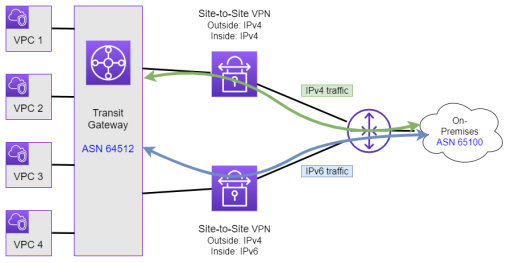 VPC 1
VPC 2
VPC 3
VPC 4
Transit
Gateway
ASN 64512
Site-to-Site VPN
Outside: IPv4
Inside: IPv4
IPv4 traffic
IPv6 traffic
Site-to-Site VPN
Outside: IPv4
Inside: IPv6
On-
Premises
ASN 65100